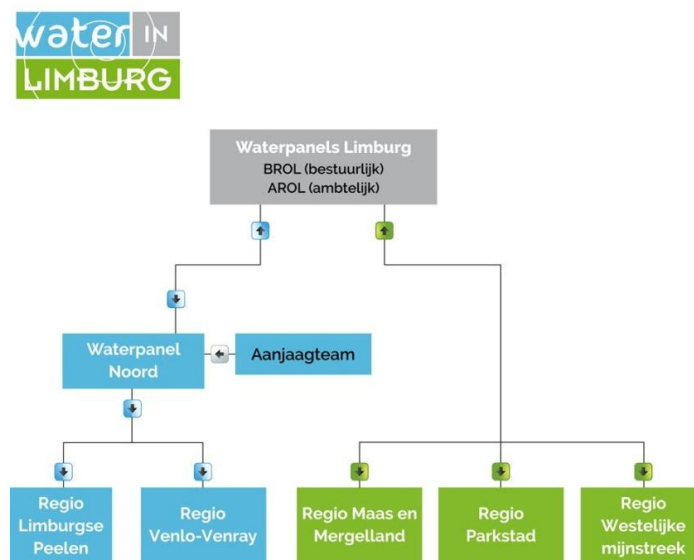 water IN
LIMBURG
Waterpanels Limburg
BROL (bestuurlijk)
AROL (ambtelijk)
Waterpanel
Noord
Aanjaagteam
Regio
Limburgse
Peelen
Regio
Venlo-Venray
Regio Maas en
Mergelland
Regio
Parkstad
Regio
Westelijke
mijnstreek